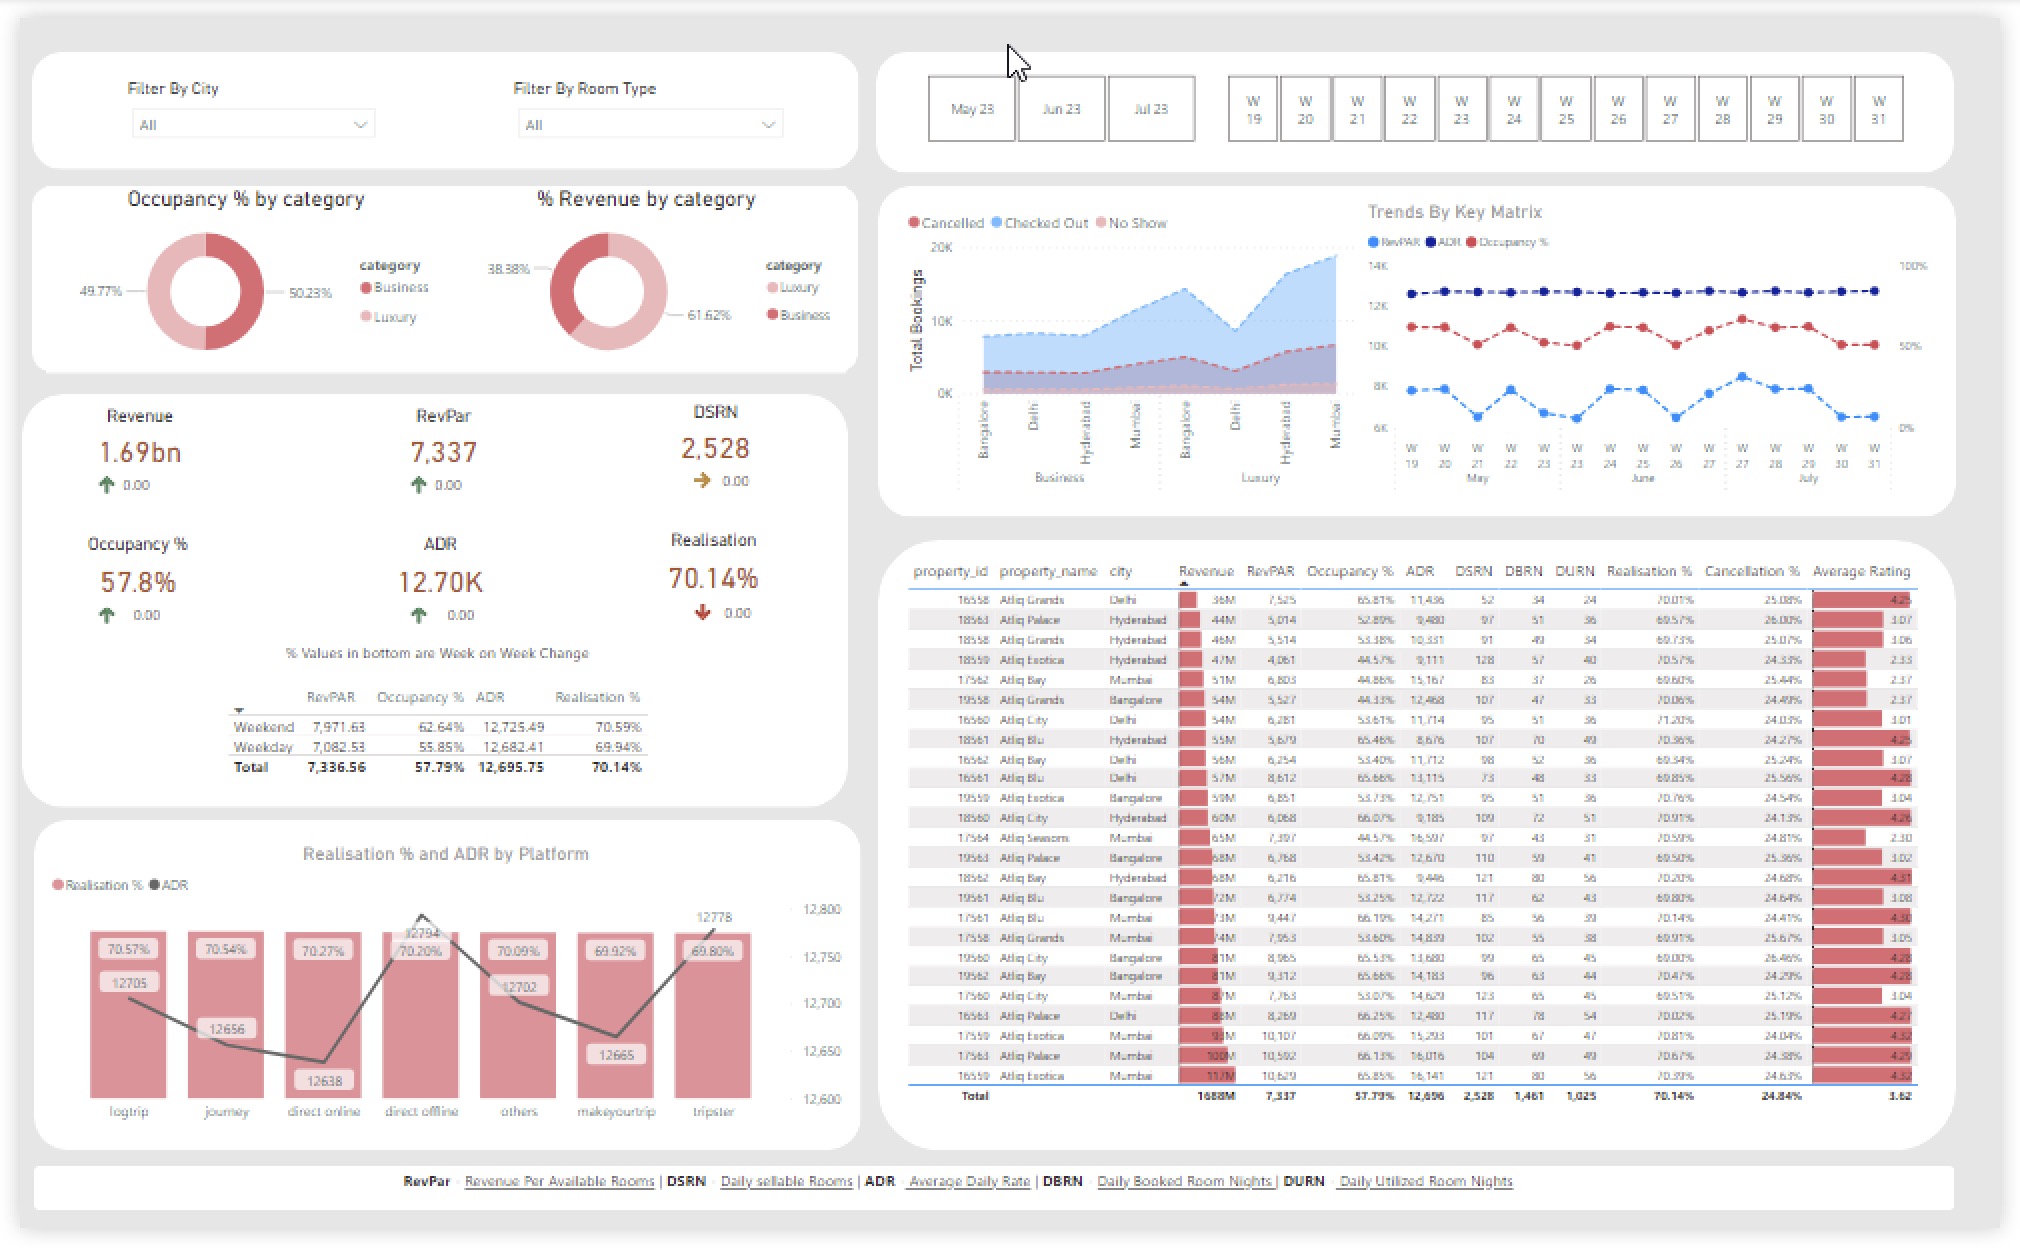 Filter By City
All
Filter By Room Type
All
May 23
Jun 23
Jul 23
W 19
W 20
W 21
W 22
W 23
W 24
W 25
W 26
W 27
W 28
W 29
W 30
W 31
Occupancy % by category
49.77%
50.23%
category
Business
Luxury
% Revenue by category
38.38%
61.62%
category
Luxury
Business
Revenue
1.69bn
0.00
RevPar
7,337
0.00
DSRN
2,528
0.00
Occupancy %
57.8%
0.00
ADR
12.70K
0.00
Realisation
70.14%
0.00
% Values in bottom are Week on Week Change
RevPAR Occupancy % ADR Realisation %
Weekend 7,971.63 62.64% 12,725.49 70.59%
Weekday 7,082.53 55.85% 12,682.41 69.94%
Total 7,336.56 57.79% 12,695.75 70.14%
Realisation % and ADR by Platform
Realisation % ADR
12,800
12,750
12,700
12,650
12,600
70.57% 70.54% 70.27% 70.20% 70.09% 69.92% 69.80%
12705 12656 12638 12794 12702 12665 12778
logtrip journey direct online direct offline others makeyourtrip tripster
Cancelled Checked Out No Show
Total Bookings
20K
10K
0K
Bangalore Delhi Hyderabad Mumbai Bangalore Delhi Hyderabad Mumbai
Business Luxury
Trends By Key Matrix
RevPAR ADR Occupancy %
14K
12K
10K
8K
6K
100%
50%
0%
W 19 W 20 W 21 W 22 W 23 W 23 W 24 W 25 W 26 W 27 W 27 W 28 W 29 W 30 W 31
May June July
property_id property_name city Revenue RevPAR Occupancy % ADR DSRN DBRN DURN Realisation % Cancellation % Average Rating
16558 Atliq Grands Delhi 36M 7,525 65.81% 11,436 52 34 24 70.01% 25.08% 4.25
18563 Atliq Palace Hyderabad 44M 5,014 52.89% 9,480 97 51 36 69.57% 26.00% 3.07
18558 Atliq Grands Hyderabad 46M 5,514 53.38% 10,331 91 49 34 69.73% 25.07% 3.06
18559 Atliq Exotica Hyderabad 47M 4,061 44.57% 9,111 128 57 40 70.57% 24.33% 2.33
17562 Atliq Bay Mumbai 51M 6,803 44.86% 15,167 83 37 26 69.60% 25.44% 2.37
19558 Atliq Grands Bangalore 54M 5,527 44.33% 12,468 107 47 33 70.06% 24.49% 2.37
16560 Atliq City Delhi 54M 6,281 53.61% 11,714 95 51 36 71.20% 24.03% 3.01
18561 Atliq Blu Hyderabad 55M 5,679 65.46% 8,676 107 70 49 70.36% 24.27% 4.25
16562 Atliq Bay Delhi 56M 6,254 53.40% 11,712 98 52 36 69.34% 25.24% 3.07
16561 Atliq Blu Delhi 57M 8,612 65.66% 13,115 73 48 33 69.85% 25.56% 4.28
19559 Atliq Exotica Bangalore 59M 6,851 53.73% 12,751 95 51 36 70.76% 24.54% 3.04
18560 Atliq City Hyderabad 60M 6,068 66.07% 9,185 109 72 51 70.91% 24.13% 4.26
17564 Atliq Seasons Mumbai 65M 7,397 44.57% 16,597 97 43 31 70.59% 24.81% 2.30
19563 Atliq Palace Bangalore 68M 6,768 53.42% 12,670 110 59 41 69.50% 25.36% 3.02
18562 Atliq Bay Hyderabad 68M 6,216 65.81% 9,446 121 80 56 70.20% 24.68% 4.31
19561 Atliq Blu Bangalore 72M 6,774 53.25% 12,722 117 62 43 69.80% 24.64% 3.08
17561 Atliq Blu Mumbai 73M 9,447 66.19% 14,271 85 56 39 70.14% 24.41% 4.30
17558 Atliq Grands Mumbai 74M 7,953 53.60% 14,839 102 55 38 69.91% 25.67% 3.05
19560 Atliq City Bangalore 81M 8,965 65.53% 13,680 99 65 45 69.00% 26.46% 4.28
19562 Atliq Bay Bangalore 81M 9,312 65.66% 14,183 96 63 44 70.47% 24.29% 4.28
17560 Atliq City Mumbai 87M 7,763 53.07% 14,629 123 65 45 69.51% 25.12% 3.04
16563 Atliq Palace Delhi 88M 8,269 66.25% 12,480 117 78 54 70.02% 25.19% 4.27
17559 Atliq Exotica Mumbai 10,107 66.09% 15,293 101 67 47 70.81% 24.04% 4.32
17563 Atliq Palace Mumbai 100M 10,592 66.13% 16,016 104 69 49 70.67% 24.38% 4.29
16559 Atliq Exotica Mumbai 117M 10,629 65.85% 16,141 121 80 56 70.39% 24.63% 4.32
Total 1688M 7,337 57.79% 12,696 2,528 1,461 1,025 70.14% 24.84% 3.62
RevPar - Revenue Per Available Rooms | DSRN - Daily sellable Rooms | ADR - Average Daily Rate | DBRN - Daily Booked Room Nights | DURN - Daily Utilized Room Nights